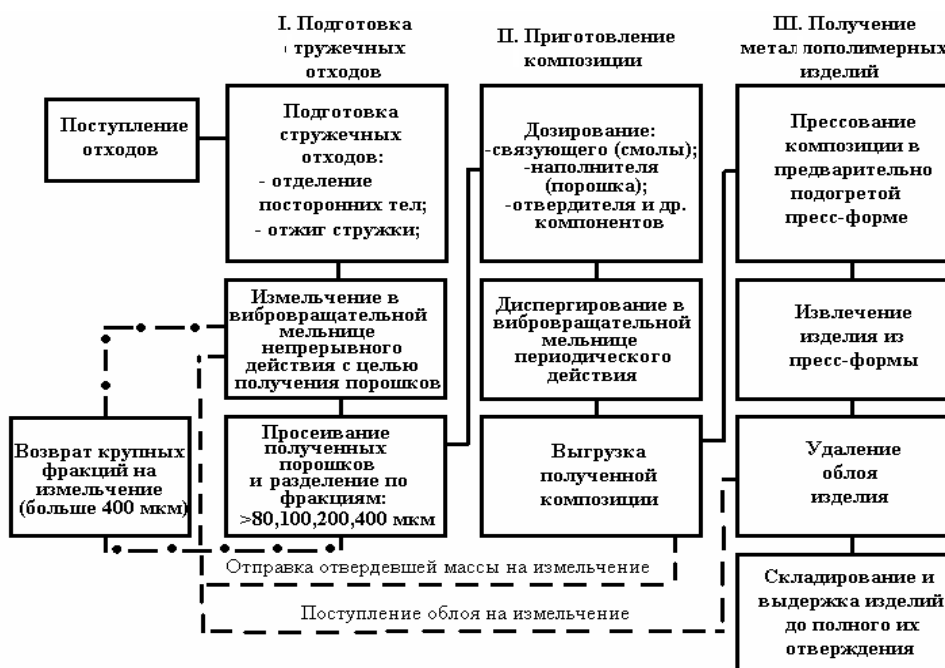 I. Подготовка
стружечных
отходов
II. Приготовление
композиции
III. Получение
металлополимерных
изделий
Поступление
отходов
Подготовка
стружечных
отходов:
- отделение
посторонних тел;
- отжиг стружки;
Измельчение в
вибровращательной
мельнице
непрерывного
действия с целью
получения порошков
Просеивание
полученных
порошков
и разделение по
фракциям:
>80,100,200,400 мкм
Возврат крупных
фракций на
измельчение
(больше 400 мкм)
Дозирование:
-связующего (смолы);
-наполнителя
(порошка);
-отвердителя и др.
компонентов
Диспергирование в
вибровращательной
мельнице
периодического
действия
Выгрузка
полученной
композиции
Прессование
композиции в
предварительно
подогретой
пресс-форме
Извлечение
изделия из
пресс-формы
Удаление
облоя
изделия
Складирование и
выдержка изделий
до полного их
отверждения
Отправка отвердевшей массы на измельчение
Поступление облоя на измельчение